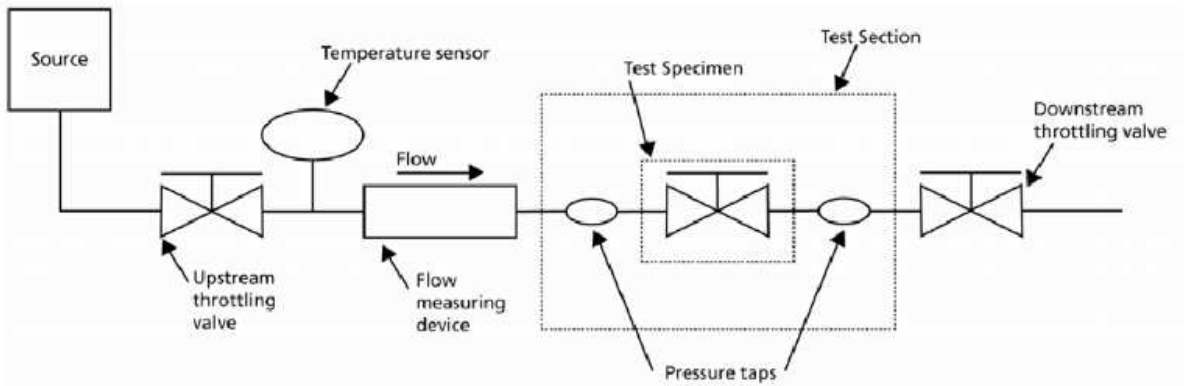 Source
Temperature sensor
Test Section
Test Specimen
Downstream
throttling valve
Flow
Upstream
throttling
valve
Flow
measuring
device
Pressure taps